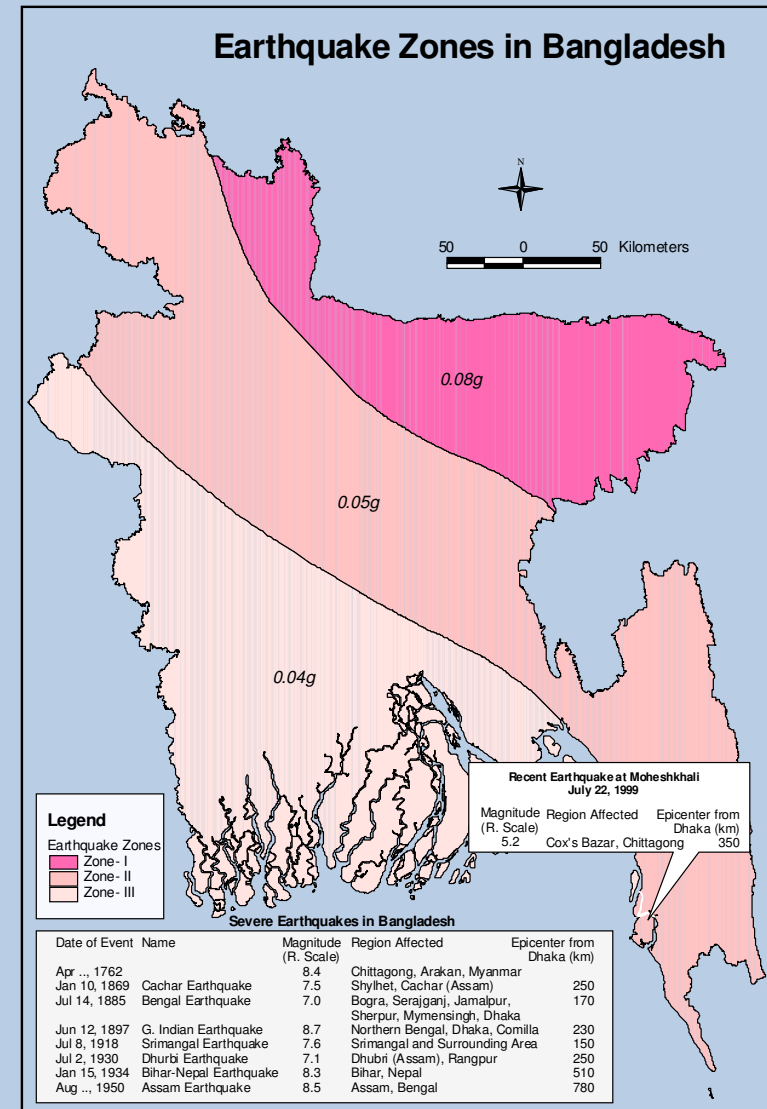 Earthquake Zones in Bangladesh
N
50 0 50 Kilometers
0.08g
0.05g
0.04g
Recent Earthquake at Moheshkhali
July 22, 1999
Magnitude Region Affected Epicenter from
(R. Scale) Dhaka (km)
5.2 Cox's Bazar, Chittagong 350
Legend
Earthquake Zones
Zone- I
Zone- II
Zone- III
Severe Earthquakes in Bangladesh
Date of Event Name Magnitude Region Affected Epicenter from
(R. Scale) Dhaka (km)
Apr .., 1762 8.4 Chittagong, Arakan, Myanmar
Jan 10, 1869 Cachar Earthquake 7.5 Shylhet, Cachar (Assam) 250
Jul 14, 1885 Bengal Earthquake 7.0 Bogra, Serajganj, Jamalpur, 170
Sherpur, Mymensingh, Dhaka
Jun 12, 1897 G. Indian Earthquake 8.7 Northern Bengal, Dhaka, Comilla 230
Jul 8, 1918 Srimangal Earthquake 7.6 Srimangal and Surrounding Area 150
Jul 2, 1930 Dhurbi Earthquake 7.1 Dhubri (Assam), Rangpur 250
Jan 15, 1934 Bihar-Nepal Earthquake 8.3 Bihar, Nepal 510
Aug .., 1950 Assam Earthquake 8.5 Assam, Bengal 780